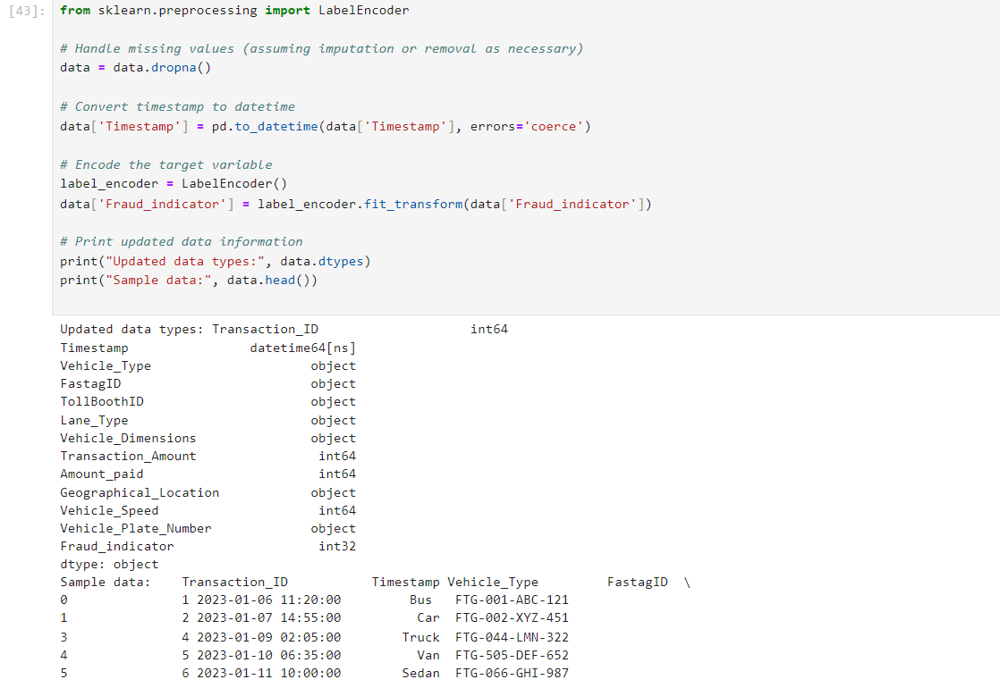 [43]: from sklearn.preprocessing import LabelEncoder
# Handle missing values (assuming imputation or removal as necessary)
data = data.dropna()
# Convert timestamp to datetime
data['Timestamp'] = pd.to_datetime(data['Timestamp'], errors='coerce')
# Encode the target variable
label_encoder = LabelEncoder()
data['Fraud_indicator'] = label_encoder.fit_transform(data['Fraud_indicator'])
# Print updated data information
print("Updated data types:", data.dtypes)
print("Sample data:", data.head())
Updated data types: Transaction_ID int64
Timestamp datetime64[ns]
Vehicle_Type object
FastagID object
TollBoothID object
Lane_Type object
Vehicle_Dimensions object
Transaction_Amount int64
Amount_paid int64
Geographical_Location object
Vehicle_Speed int64
Vehicle_Plate_Number object
Fraud_indicator int32
dtype: object
Sample data: Transaction_ID Timestamp Vehicle_Type FastagID \
0 1 2023-01-06 11:20:00 Bus FTG-001-ABC-121
1 2 2023-01-07 14:55:00 Car FTG-002-XYZ-451
3 4 2023-01-09 02:05:00 Truck FTG-044-LMN-322
4 5 2023-01-10 06:35:00 Van FTG-505-DEF-652
5 6 2023-01-11 10:00:00 Sedan FTG-066-GHI-987